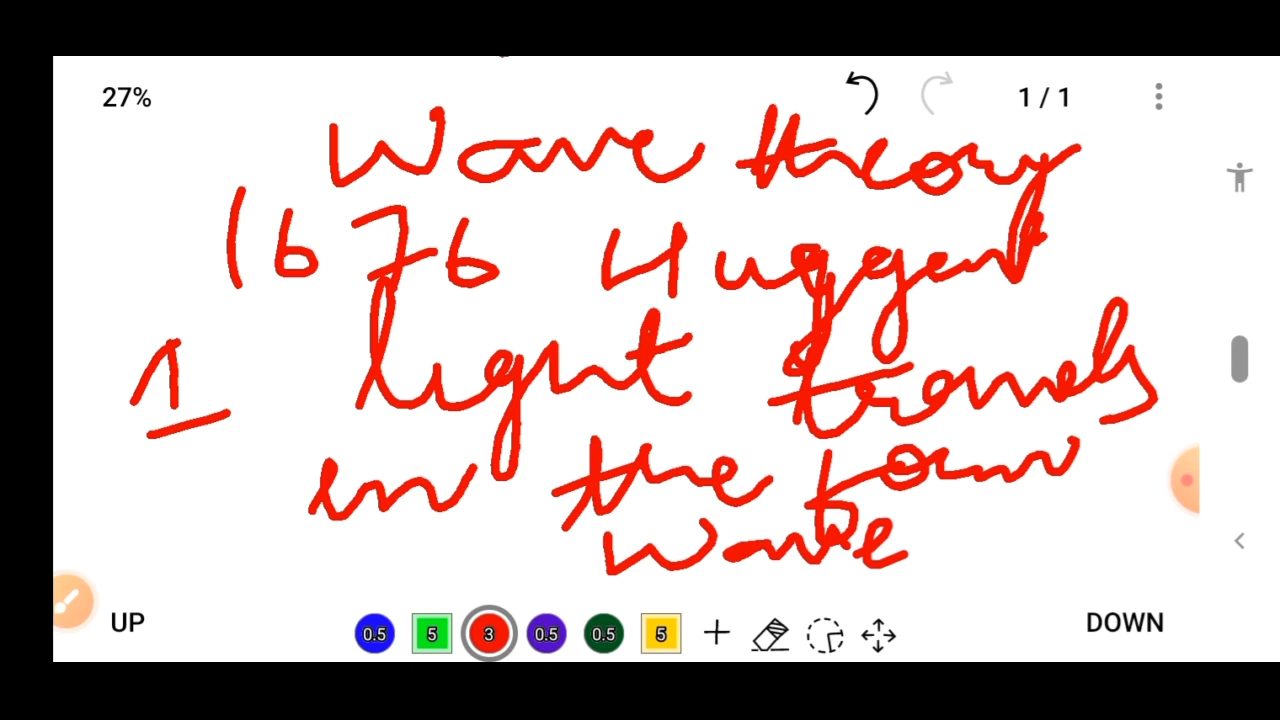 27%
1 / 1
Wave theory
1676 Huggent
1 light travels
in the form
wave
UP
0.5 5 3 0.5 0.5 5
DOWN